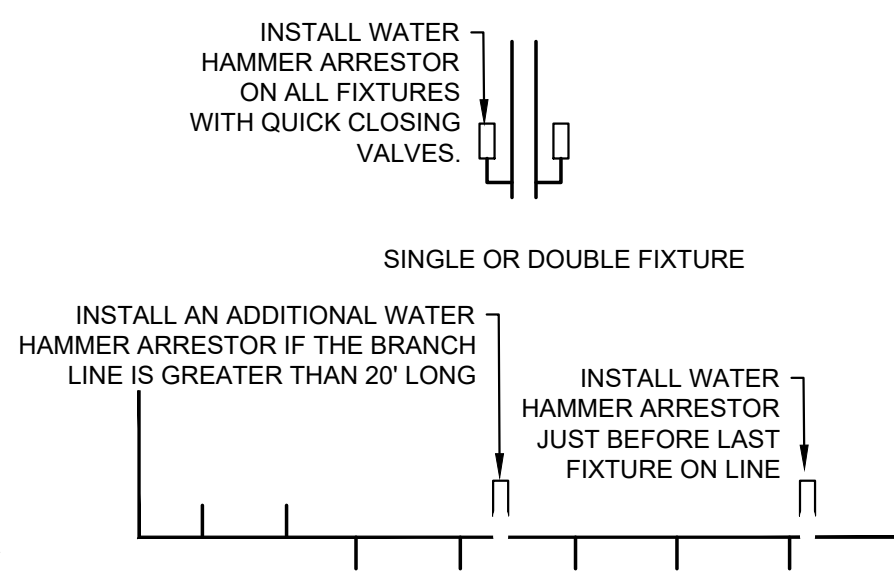 INSTALL WATER
HAMMER ARRESTOR
ON ALL FIXTURES
WITH QUICK CLOSING
VALVES.
SINGLE OR DOUBLE FIXTURE
INSTALL AN ADDITIONAL WATER
HAMMER ARRESTOR IF THE BRANCH
LINE IS GREATER THAN 20' LONG
INSTALL WATER
HAMMER ARRESTOR
JUST BEFORE LAST
FIXTURE ON LINE